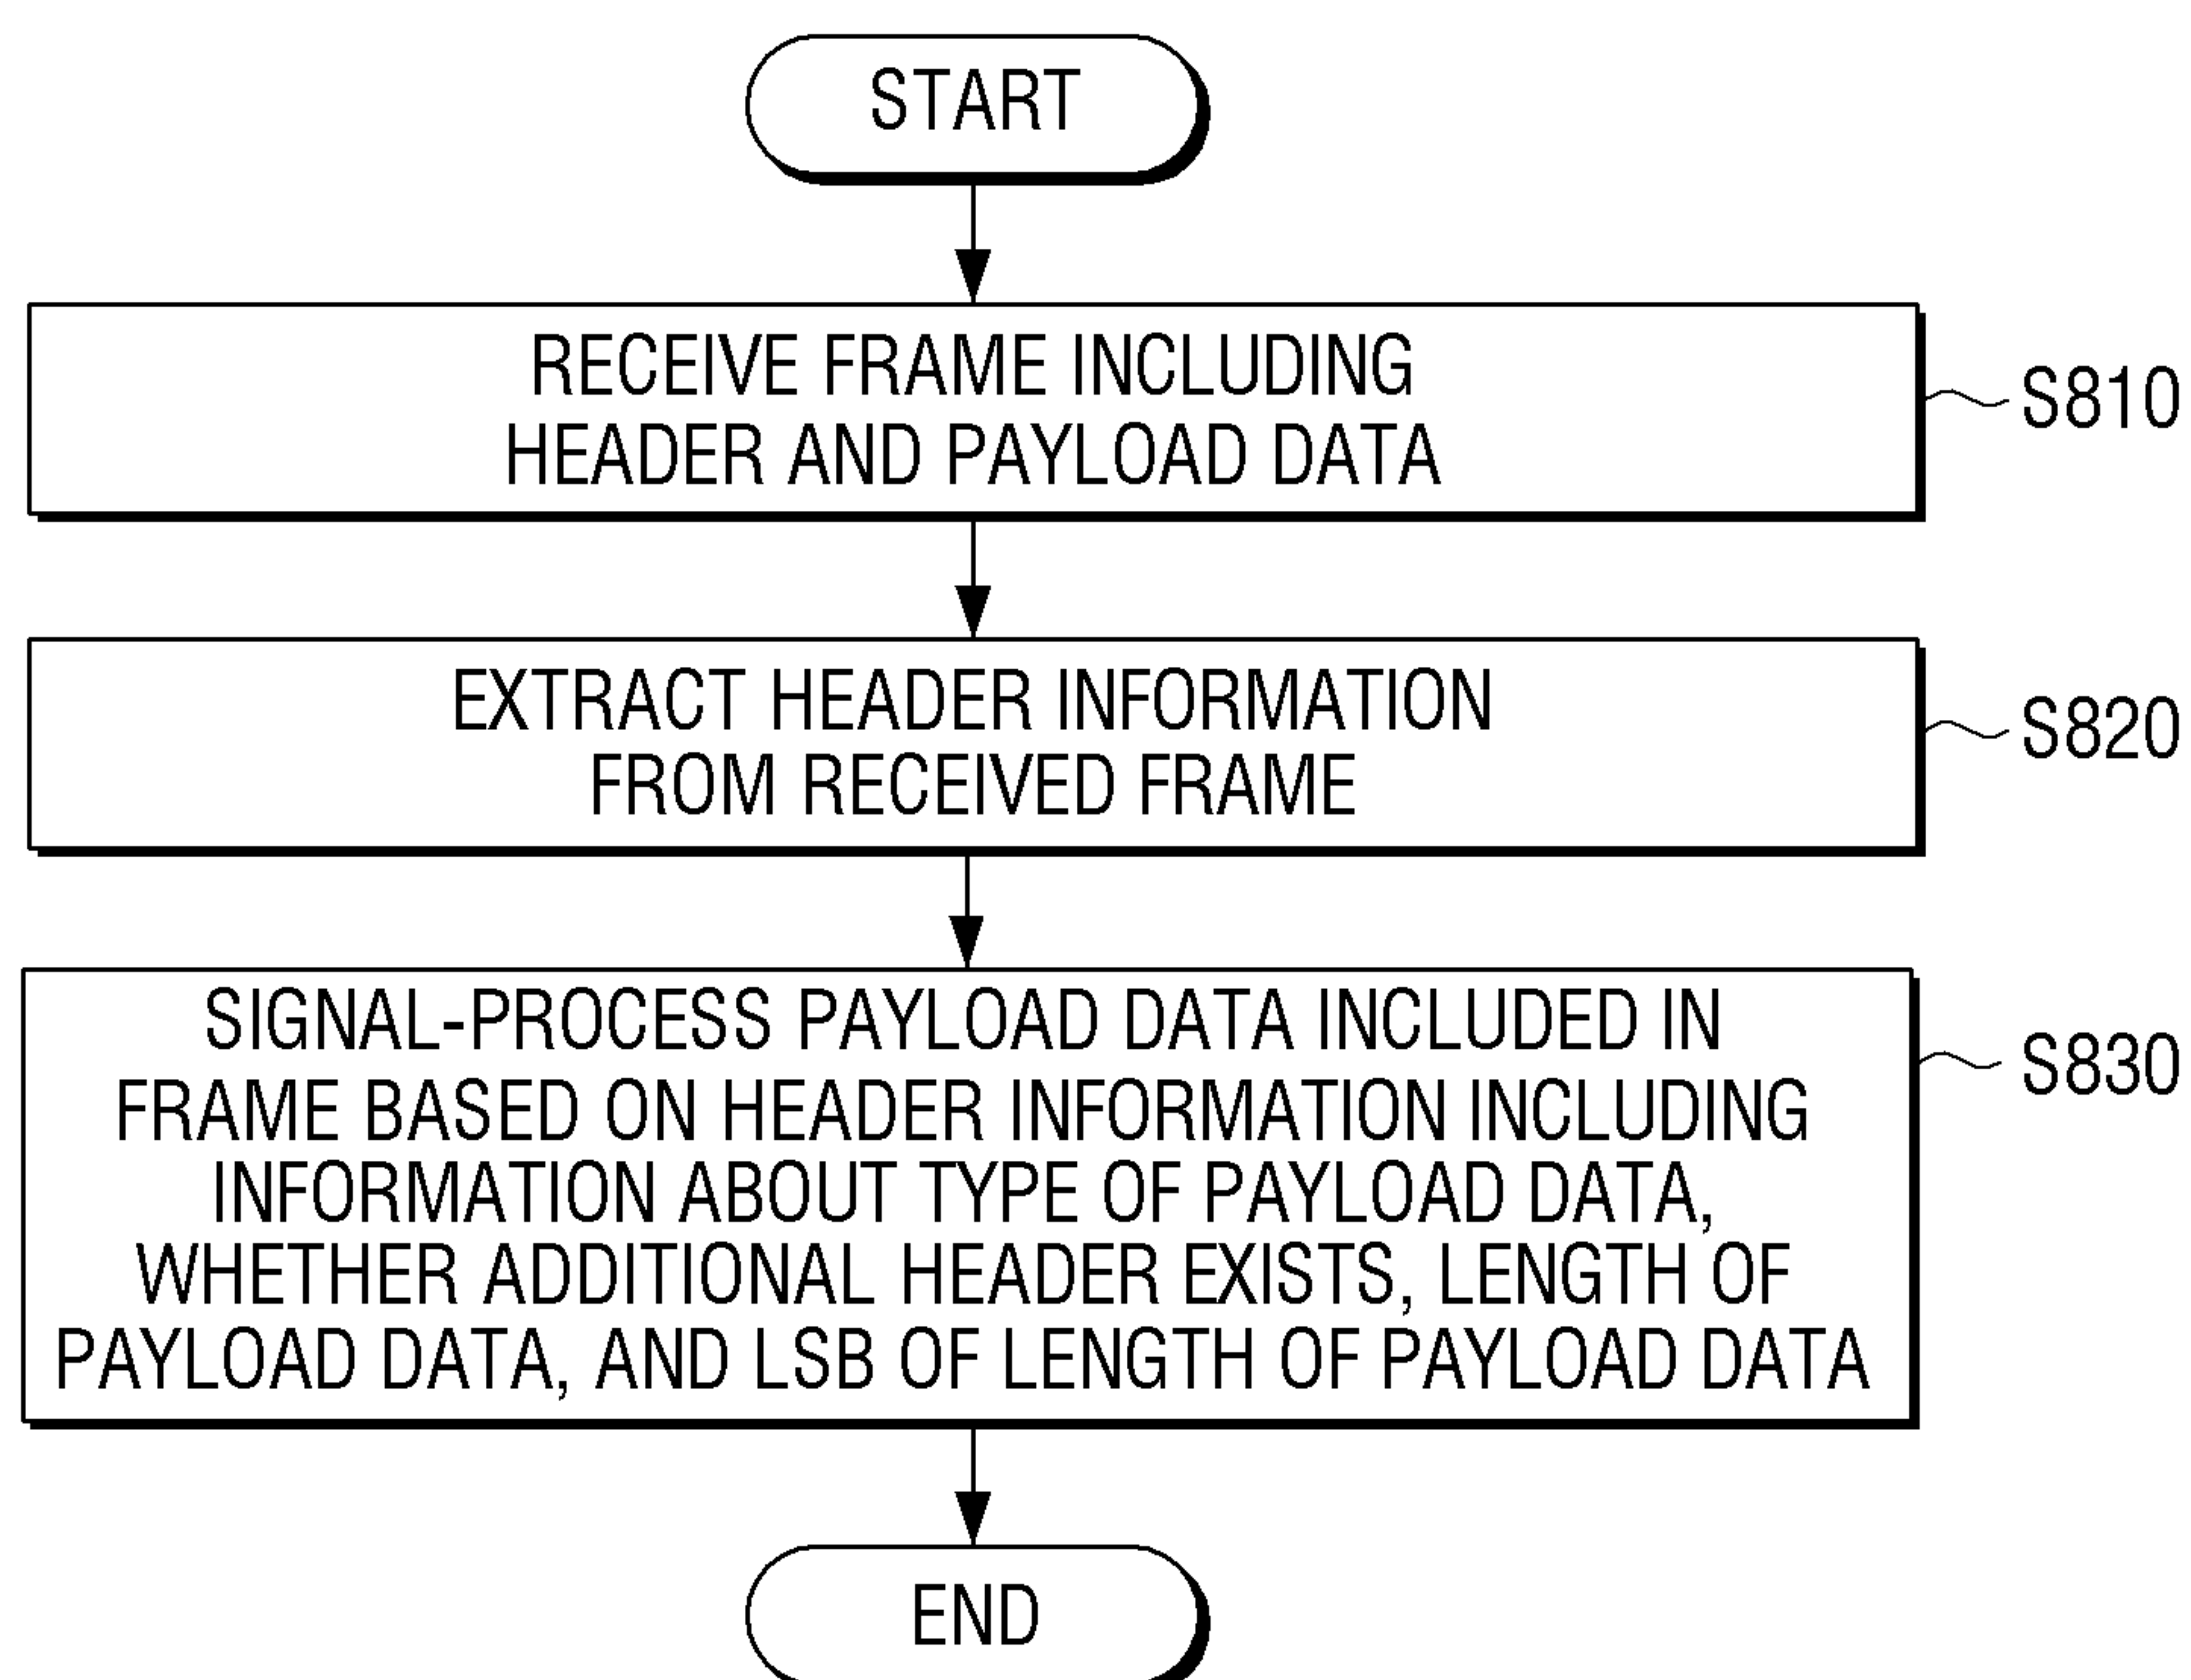 START
RECEIVE FRAME INCLUDING
HEADER AND PAYLOAD DATA
S810
EXTRACT HEADER INFORMATION
FROM RECEIVED FRAME
S820
SIGNAL-PROCESS PAYLOAD DATA INCLUDED IN
FRAME BASED ON HEADER INFORMATION INCLUDING
INFORMATION ABOUT TYPE OF PAYLOAD DATA,
WHETHER ADDITIONAL HEADER EXISTS, LENGTH OF
PAYLOAD DATA, AND LSB OF LENGTH OF PAYLOAD DATA
S830
END